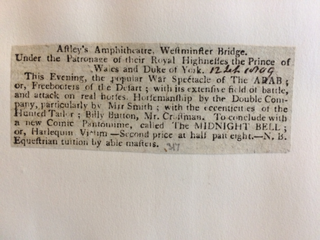 Astley's Amphitheatre. Westminster Bridge.
Under the Patronage of their Royal Highnesses the Prince of
Wales and Duke of York. 1809
This Evening, the popular War Spectacle of The ARAB;
or, Freebooters of the Desart; with its extensive field of battle,
and attack on real horses. Horsemanship by the Double Com-
pany, particularly by Mr Smith; with the eccentricities of the
Hunted Tailor; Billy Button, Mr. Crossman. To conclude with
a new Comic Pantomime, called The MIDNIGHT BELL;
or, Harlequin —Second price at half past eight.—N. B.
Equestrian tuition by able masters.